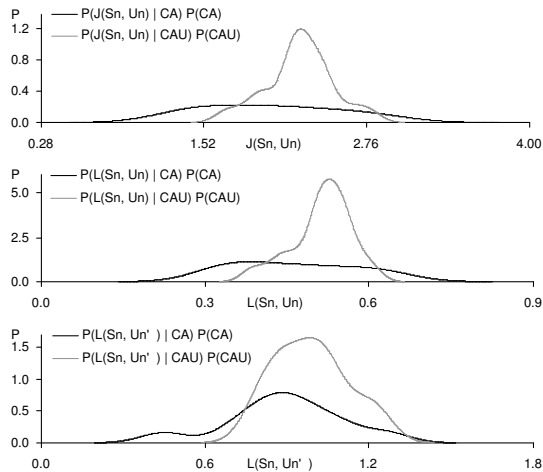 P
P(J(Sn, Un) | CA) P(CA)
P(J(Sn, Un) | CAU) P(CAU)
1.2
0.8
0.4
0.0
0.28 1.52 J(Sn, Un) 2.76 4.00
P
P(L(Sn, Un) | CA) P(CA)
P(L(Sn, Un) | CAU) P(CAU)
5.0
2.5
0.0
0.0 0.3 L(Sn, Un) 0.6 0.9
P
P(L(Sn, Un' ) | CA) P(CA)
P(L(Sn, Un' ) | CAU) P(CAU)
1.5
1.0
0.5
0.0
0.0 0.6 L(Sn, Un' ) 1.2 1.8